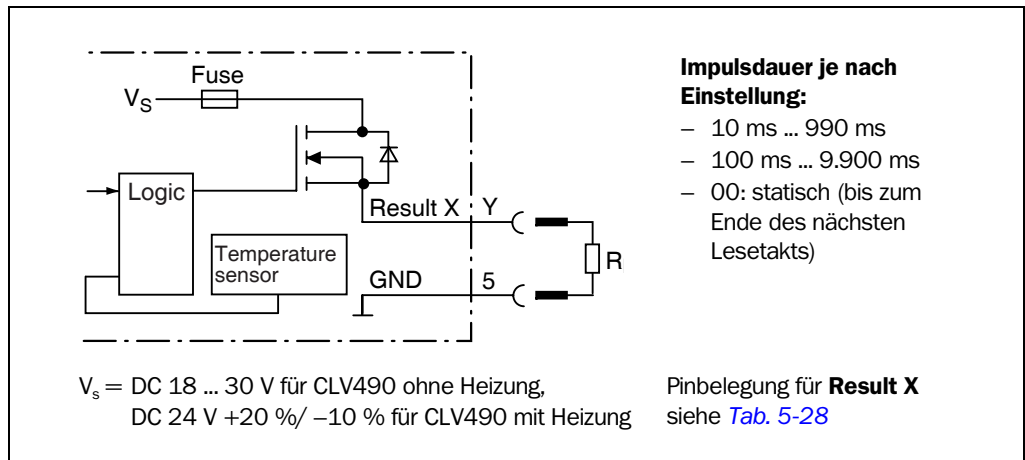 Fuse
V_S
Logic
Result X Y
Temperature
sensor
GND 5
R
Impulsdauer je nach
Einstellung:
– 10 ms ... 990 ms
– 100 ms ... 9.900 ms
– 00: statisch (bis zum
Ende des nächsten
Lesetakts)
V_s = DC 18 ... 30 V für CLV490 ohne Heizung,
DC 24 V +20 %/ –10 % für CLV490 mit Heizung
Pinbelegung für Result X
siehe Tab. 5-28